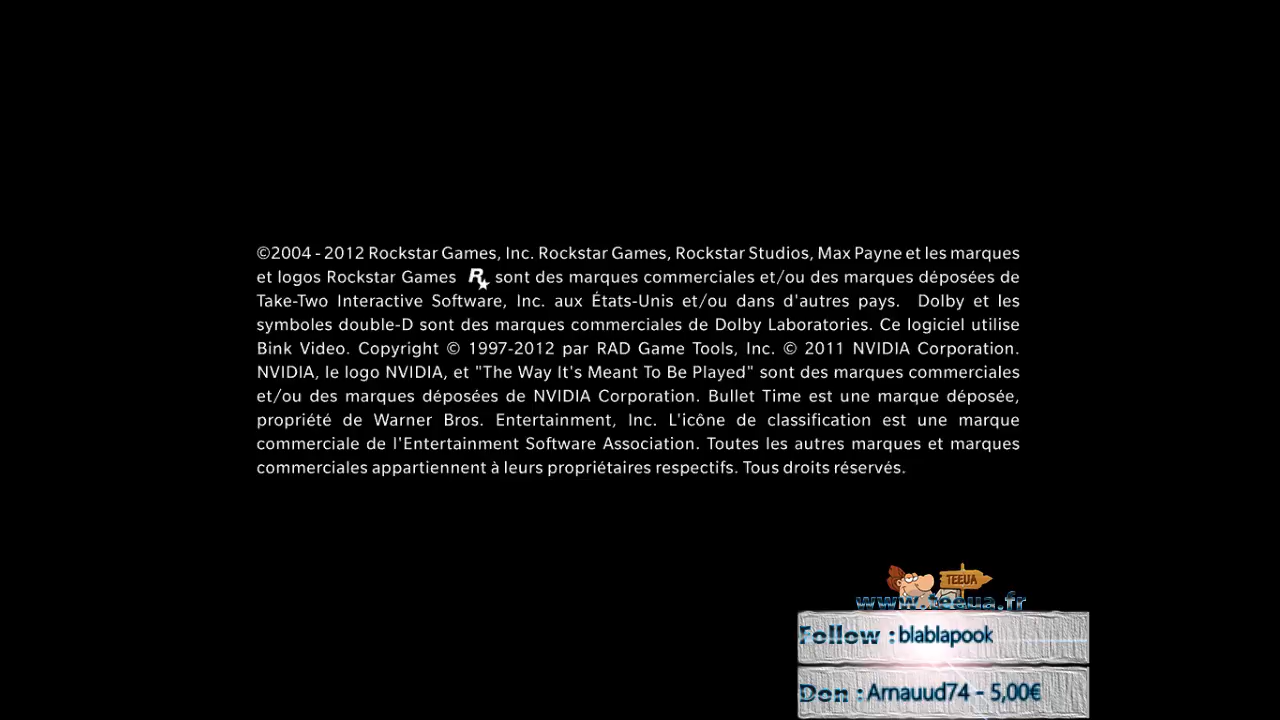 ©2004 - 2012 Rockstar Games, Inc. Rockstar Games, Rockstar Studios, Max Payne et les marques
et logos Rockstar Games R sont des marques commerciales et/ou des marques déposées de
Take-Two Interactive Software, Inc. aux États-Unis et/ou dans d'autres pays. Dolby et les
symboles double-D sont des marques commerciales de Dolby Laboratories. Ce logiciel utilise
Bink Video. Copyright © 1997-2012 par RAD Game Tools, Inc. © 2011 NVIDIA Corporation.
NVIDIA, le logo NVIDIA, et "The Way It's Meant To Be Played" sont des marques commerciales
et/ou des marques déposées de NVIDIA Corporation. Bullet Time est une marque déposée,
propriété de Warner Bros. Entertainment, Inc. L'icône de classification est une marque
commerciale de l'Entertainment Software Association. Toutes les autres marques et marques
commerciales appartiennent à leurs propriétaires respectifs. Tous droits réservés.
TEEUA
www.teeua.fr
Follow : blablapook
Don : Arnauud74 - 5,00€